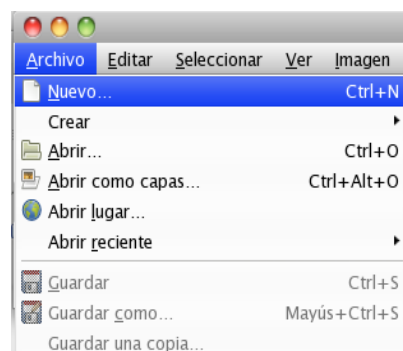 Archivo Editar Seleccionar Ver Imagen
Nuevo... Ctrl+N
Crear
Abrir... Ctrl+O
Abrir como capas... Ctrl+Alt+O
Abrir lugar...
Abrir reciente
Guardar Ctrl+S
Guardar como... Mayús+Ctrl+S
Guardar una copia...